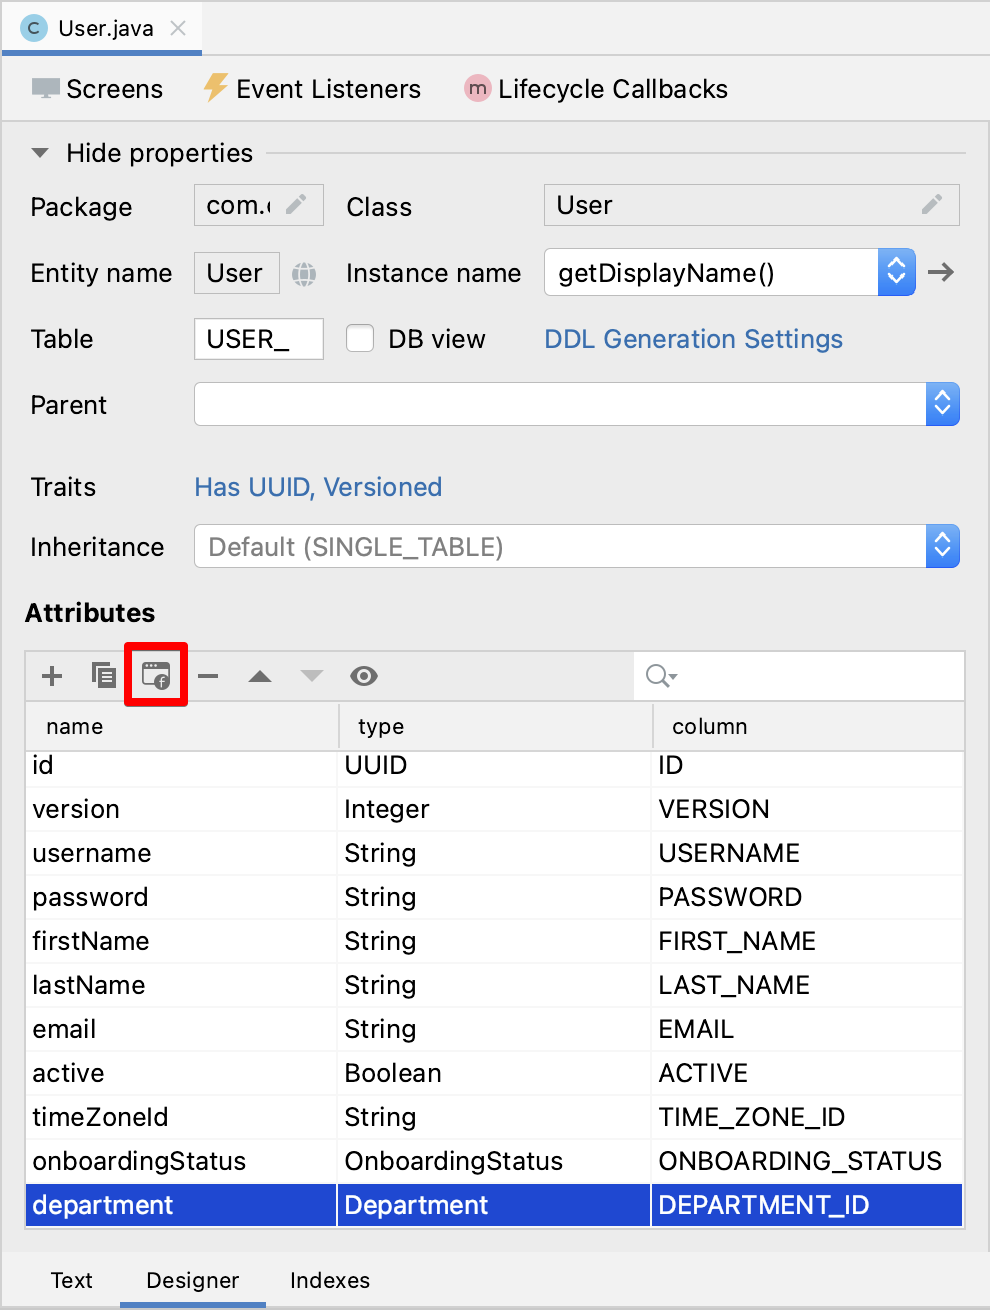 C User.java
Screens Event Listeners m Lifecycle Callbacks
Hide properties
Package com. Class User
Entity name User Instance name getDisplayName()
Table USER_ DB view DDL Generation Settings
Parent
Traits Has UUID, Versioned
Inheritance Default (SINGLE_TABLE)
Attributes
f
name type column
id UUID ID
version Integer VERSION
username String USERNAME
password String PASSWORD
firstName String FIRST_NAME
lastName String LAST_NAME
email String EMAIL
active Boolean ACTIVE
timeZoneId String TIME_ZONE_ID
onboardingStatus OnboardingStatus ONBOARDING_STATUS
department Department DEPARTMENT_ID
Text Designer Indexes